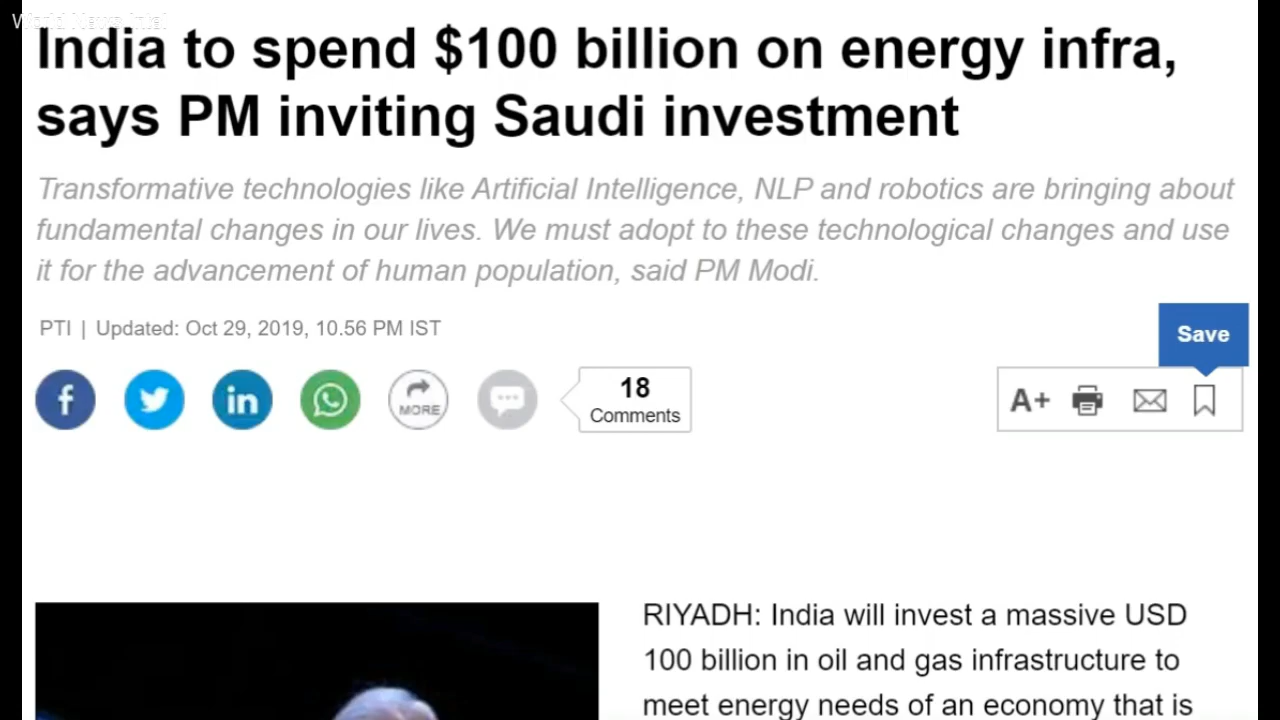 World News Intel
India to spend $100 billion on energy infra,
says PM inviting Saudi investment
Transformative technologies like Artificial Intelligence, NLP and robotics are bringing about
fundamental changes in our lives. We must adopt to these technological changes and use
it for the advancement of human population, said PM Modi.
PTI | Updated: Oct 29, 2019, 10.56 PM IST
Save
MORE
18
Comments
A+
RIYADH: India will invest a massive USD
100 billion in oil and gas infrastructure to
meet energy needs of an economy that is